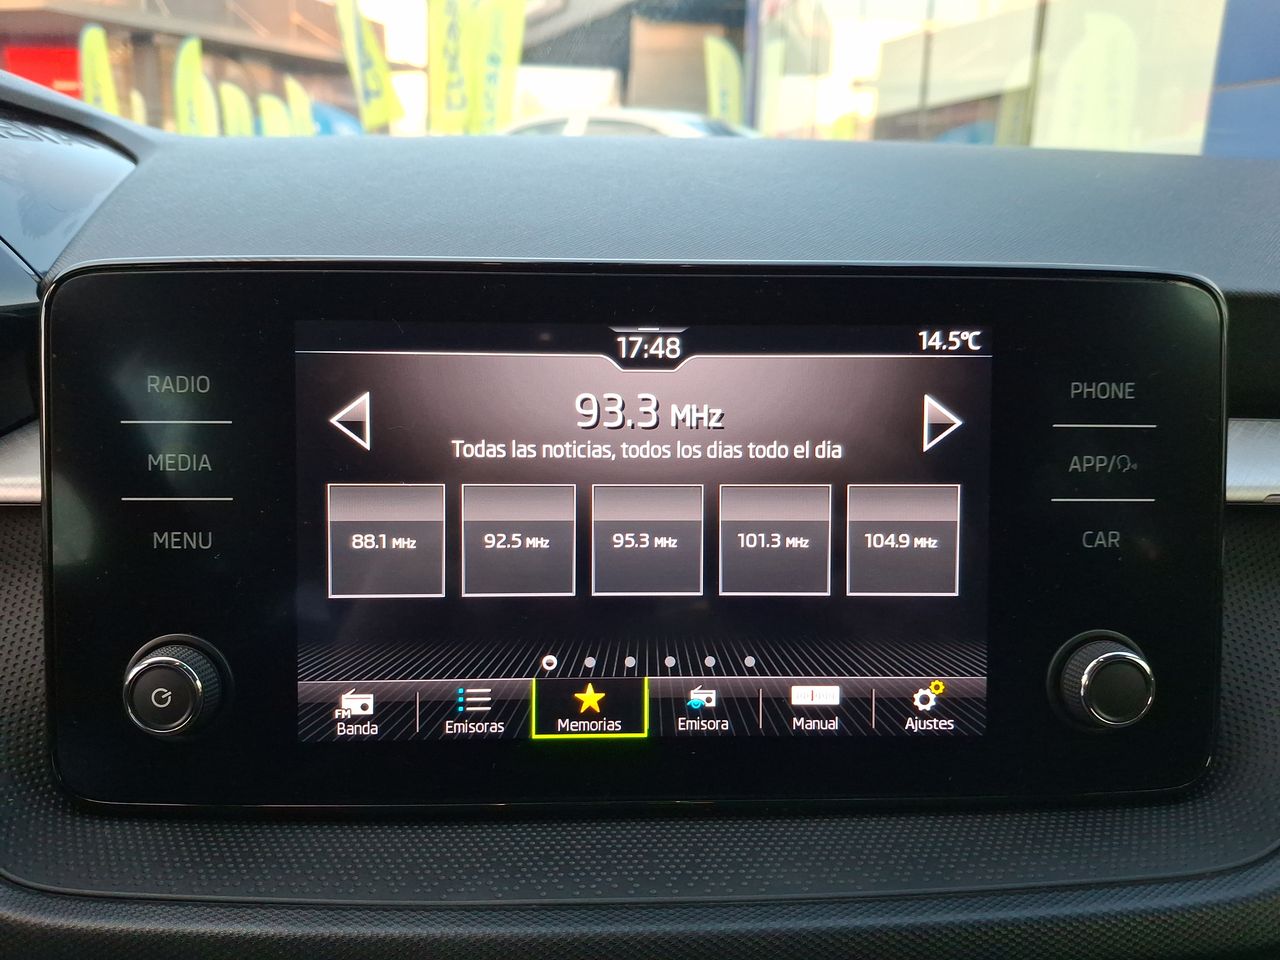 17:48
14.5°C
RADIO
MEDIA
MENU
93.3 MHz
Todas las noticias, todos los dias todo el dia
88.1 MHz
92.5 MHz
95.3 MHz
101.3 MHz
104.9 MHz
FM
Banda
Emisoras
Memorias
Emisora
Manual
Ajustes
PHONE
APP/
CAR